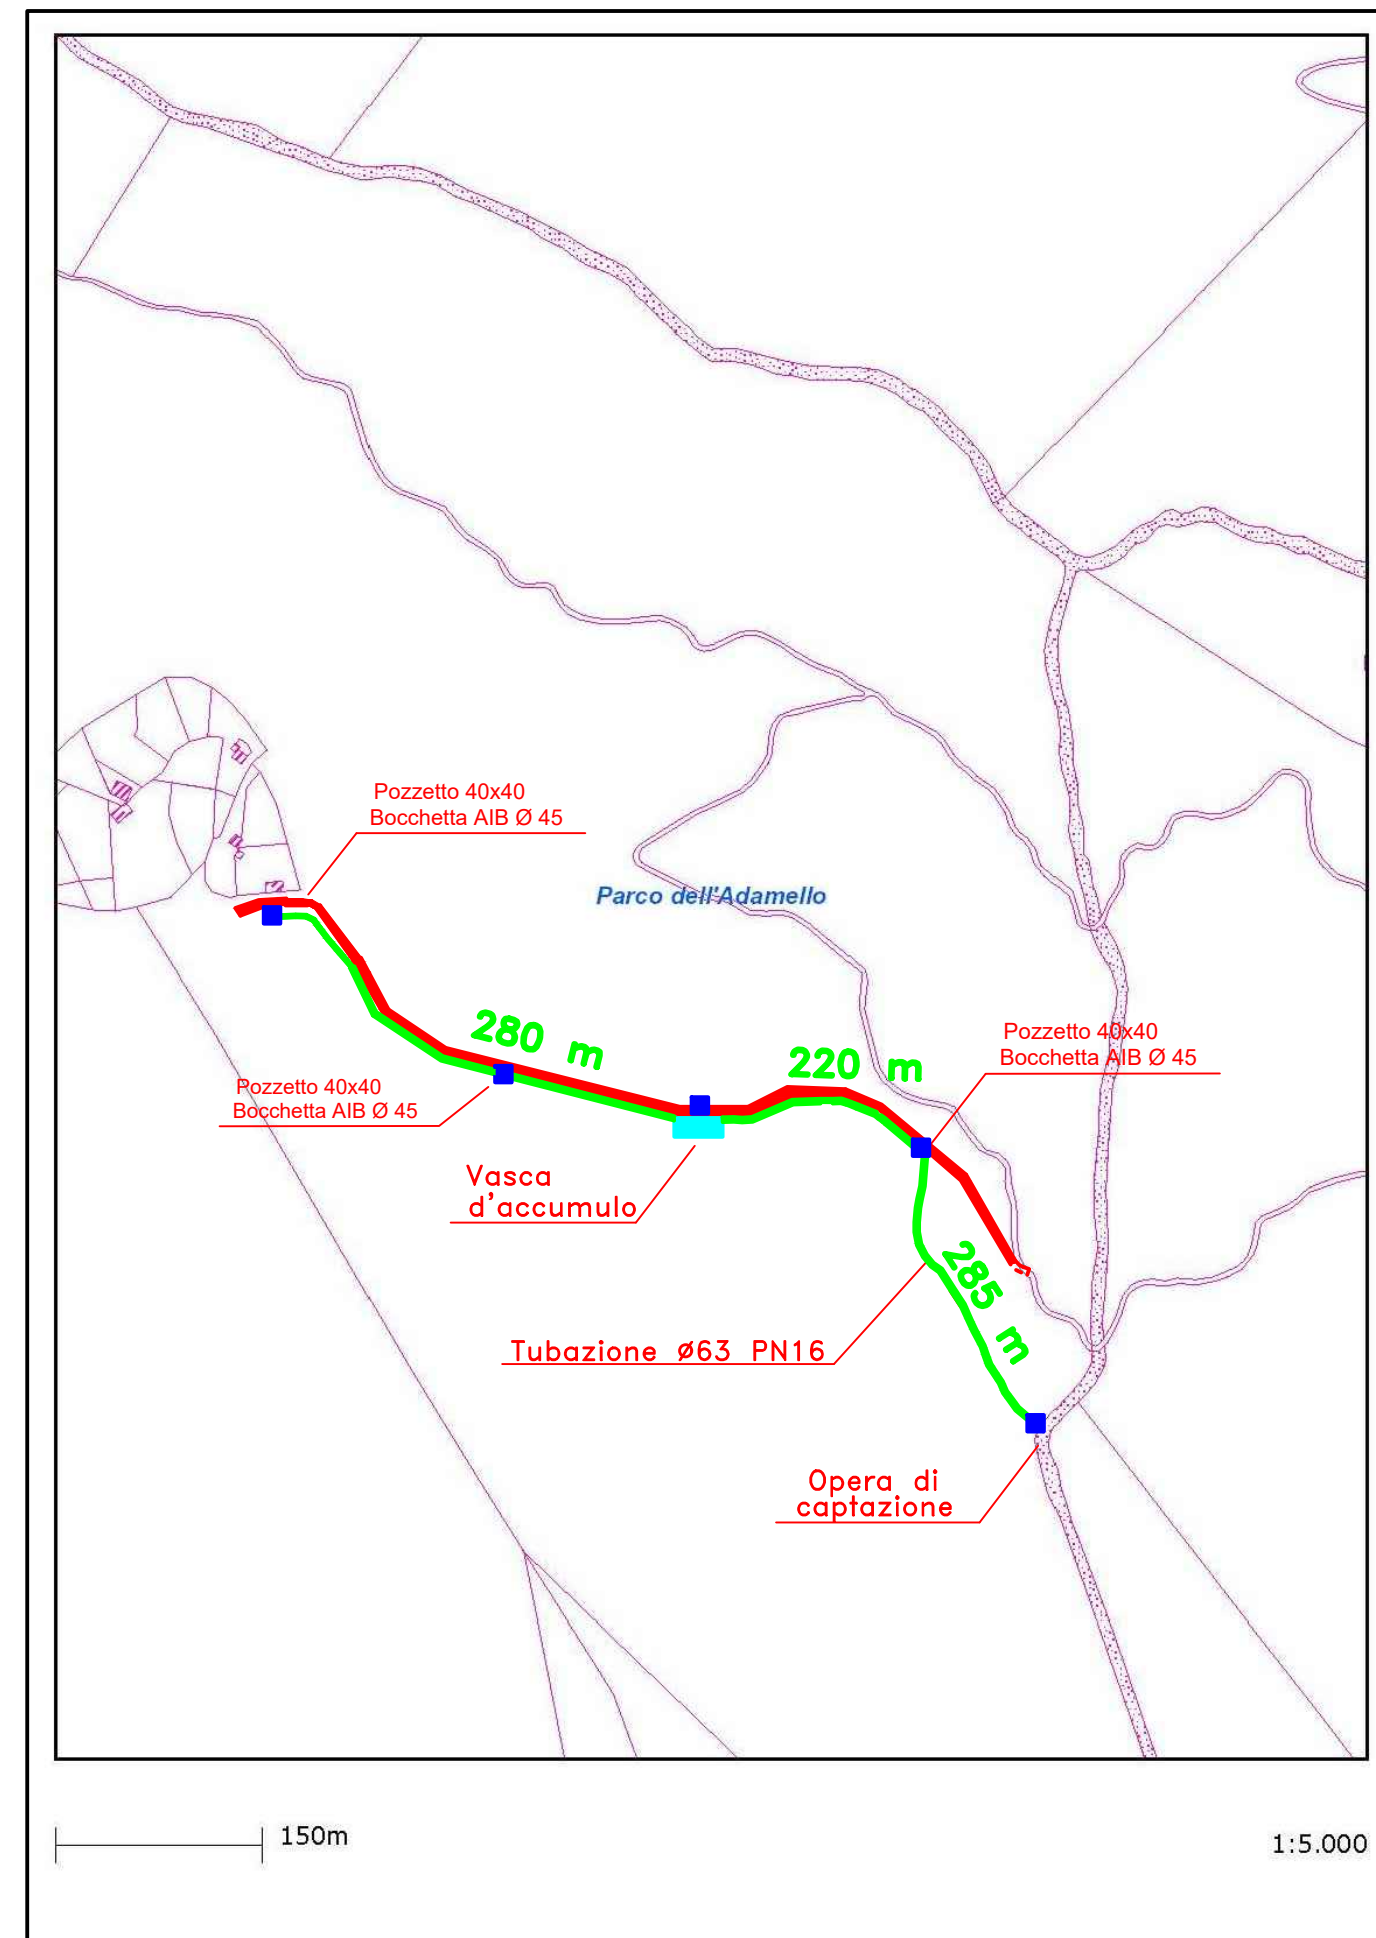 Pozzetto 40x40
Bocchetta AIB Ø 45
Parco dell'Adamello
280 m
220 m
Pozzetto 40x40
Bocchetta AIB Ø 45
Pozzetto 40x40
Bocchetta AIB Ø 45
Vasca
d'accumulo
285 m
Tubazione ø63 PN16
Opera di
captazione
150m
1:5.000